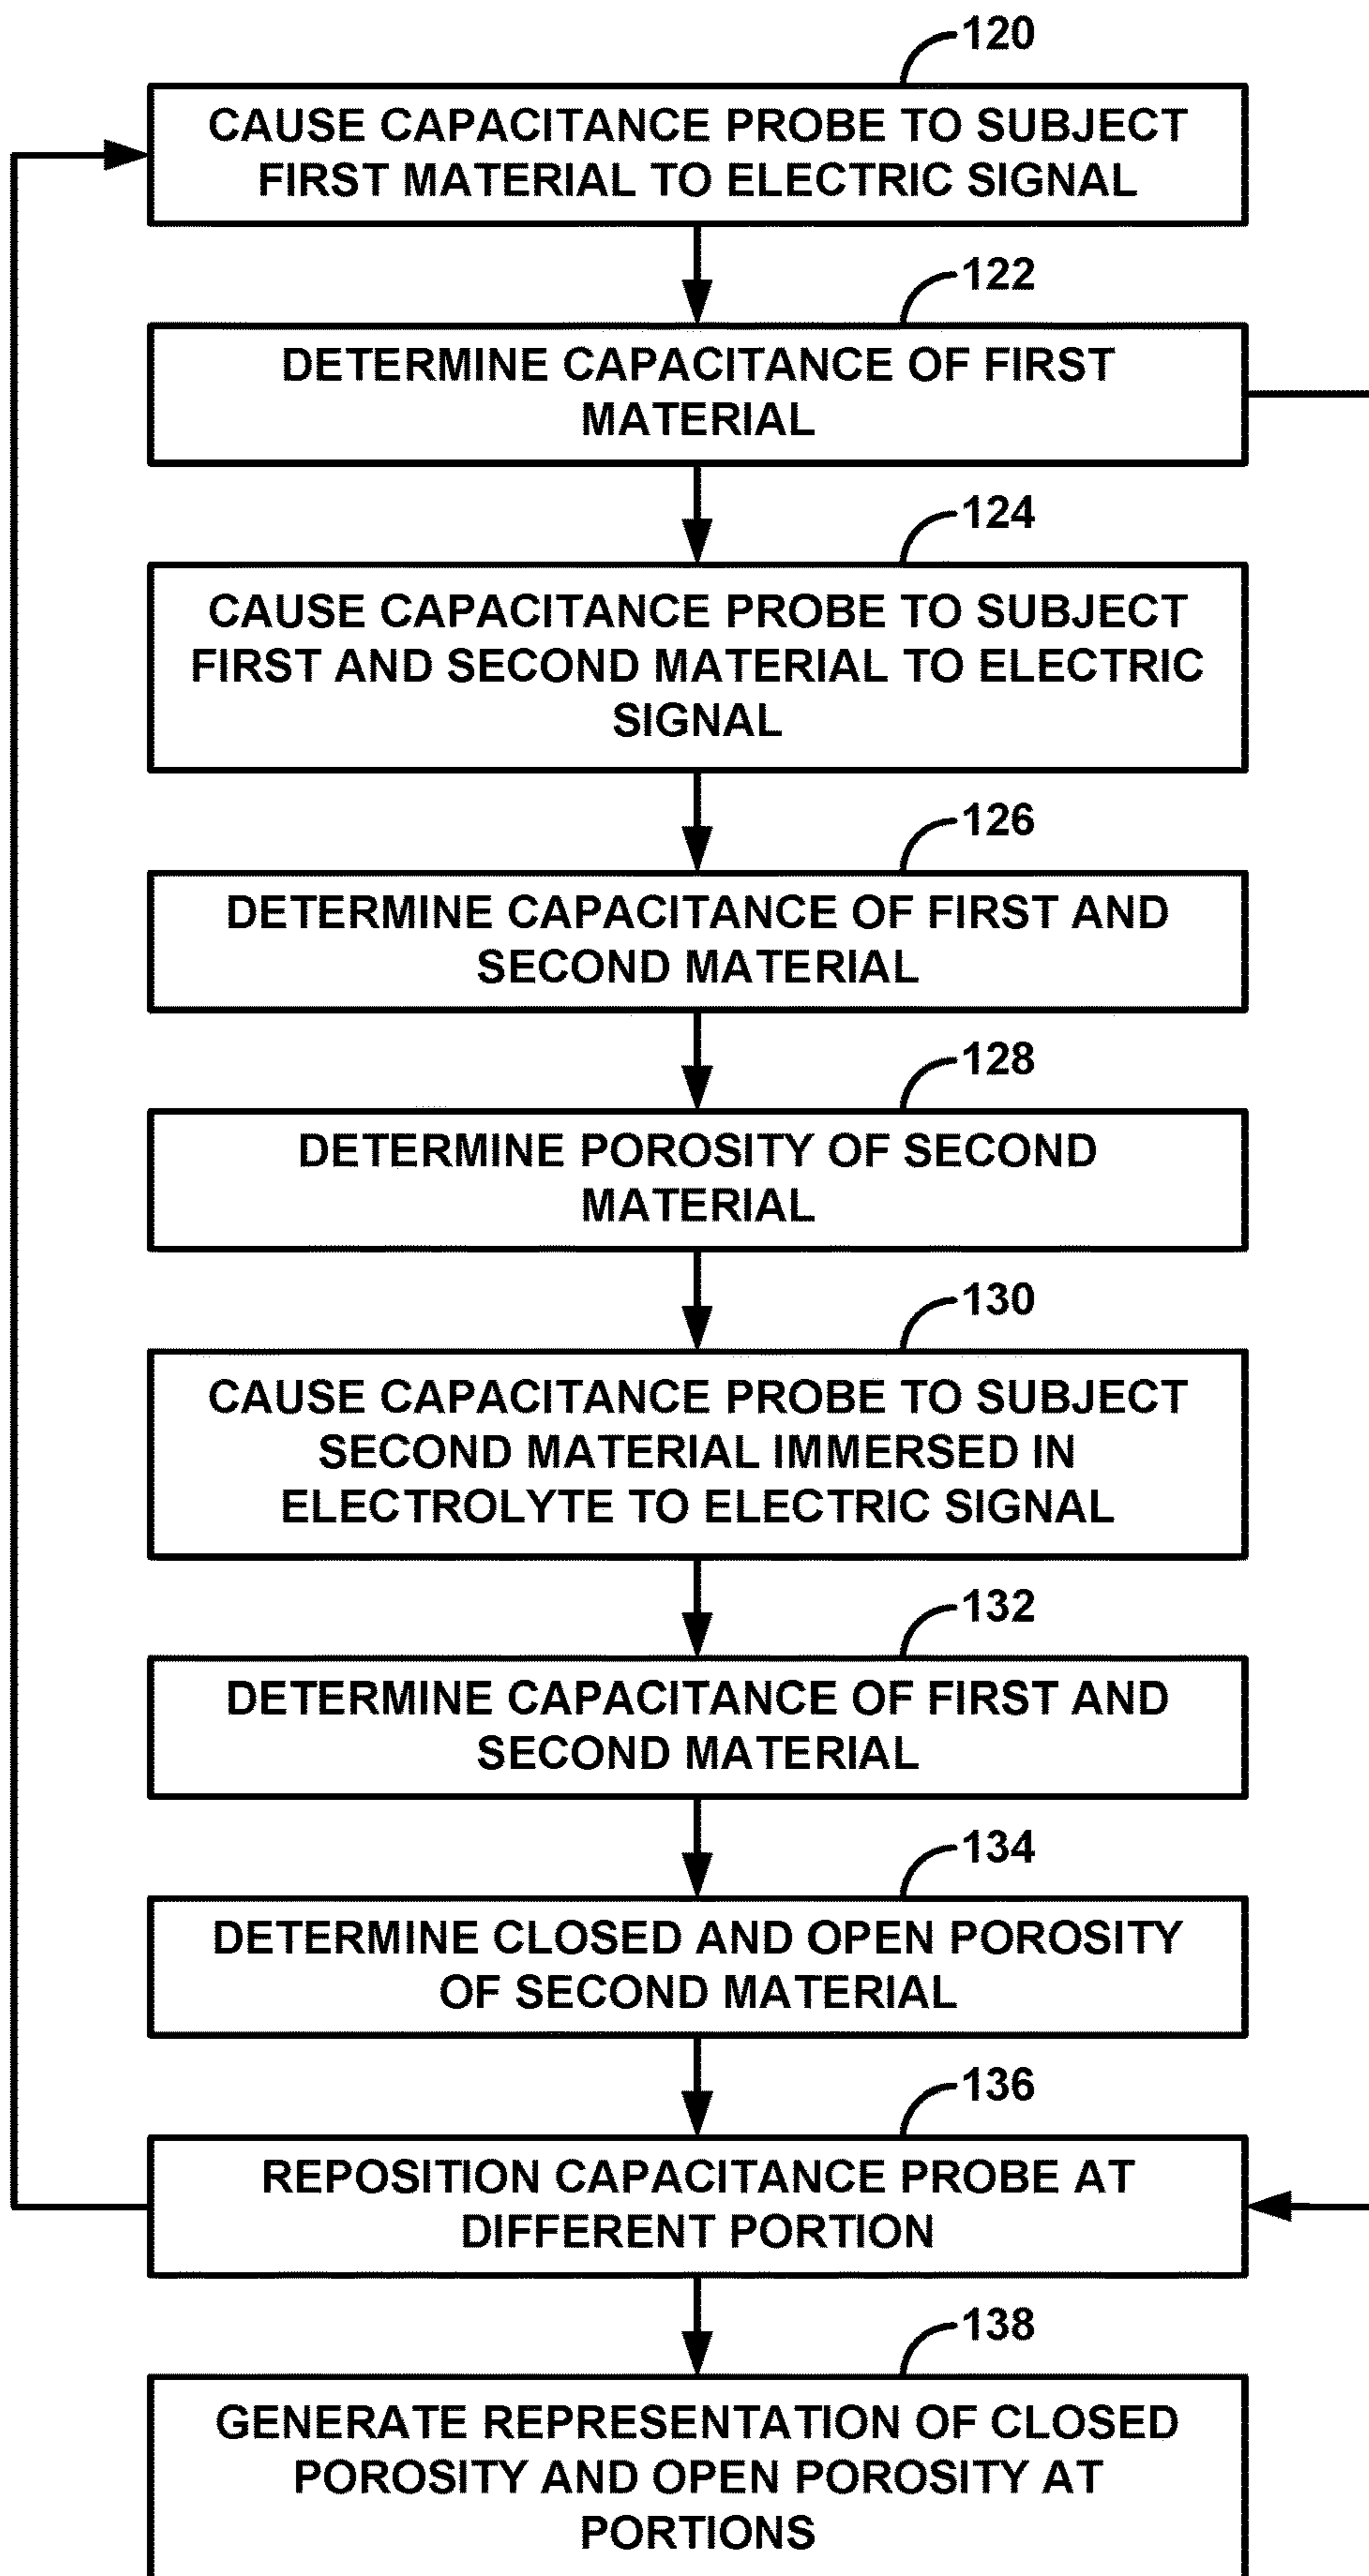 120
CAUSE CAPACITANCE PROBE TO SUBJECT
FIRST MATERIAL TO ELECTRIC SIGNAL
122
DETERMINE CAPACITANCE OF FIRST
MATERIAL
124
CAUSE CAPACITANCE PROBE TO SUBJECT
FIRST AND SECOND MATERIAL TO ELECTRIC
SIGNAL
126
DETERMINE CAPACITANCE OF FIRST AND
SECOND MATERIAL
128
DETERMINE POROSITY OF SECOND
MATERIAL
130
CAUSE CAPACITANCE PROBE TO SUBJECT
SECOND MATERIAL IMMERSED IN
ELECTROLYTE TO ELECTRIC SIGNAL
132
DETERMINE CAPACITANCE OF FIRST AND
SECOND MATERIAL
134
DETERMINE CLOSED AND OPEN POROSITY
OF SECOND MATERIAL
136
REPOSITION CAPACITANCE PROBE AT
DIFFERENT PORTION
138
GENERATE REPRESENTATION OF CLOSED
POROSITY AND OPEN POROSITY AT
PORTIONS